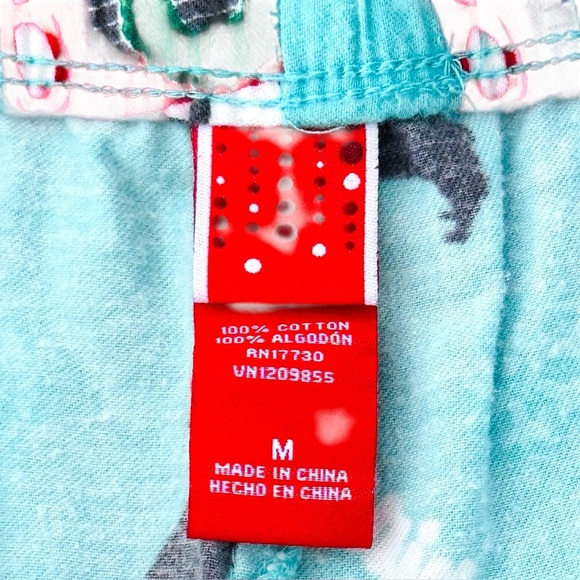 100% COTTON
100% ALGODÓN
RN17730
VN1209855
M
MADE IN CHINA
HECHO EN CHINA